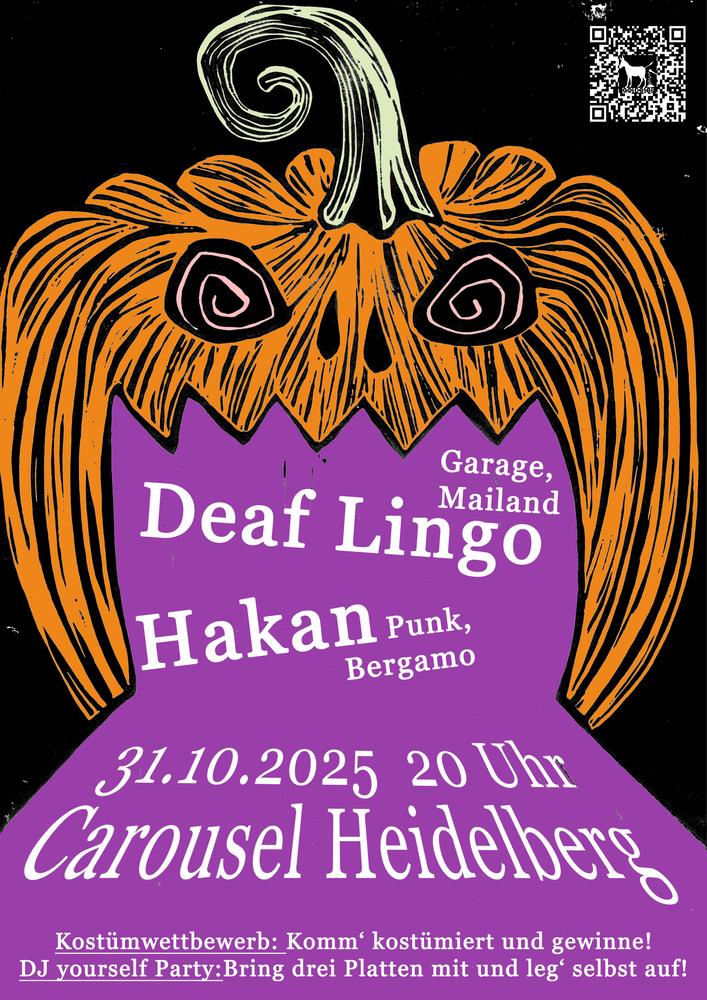 Garage,
Mailand
Deaf Lingo
Hakan Punk,
Bergamo
31.10.2025 20 Uhr
Carousel Heidelberg
Kostümwettbewerb: Komm‘ kostümiert und gewinne!
DJ yourself Party:Bring drei Platten mit und leg‘ selbst auf!